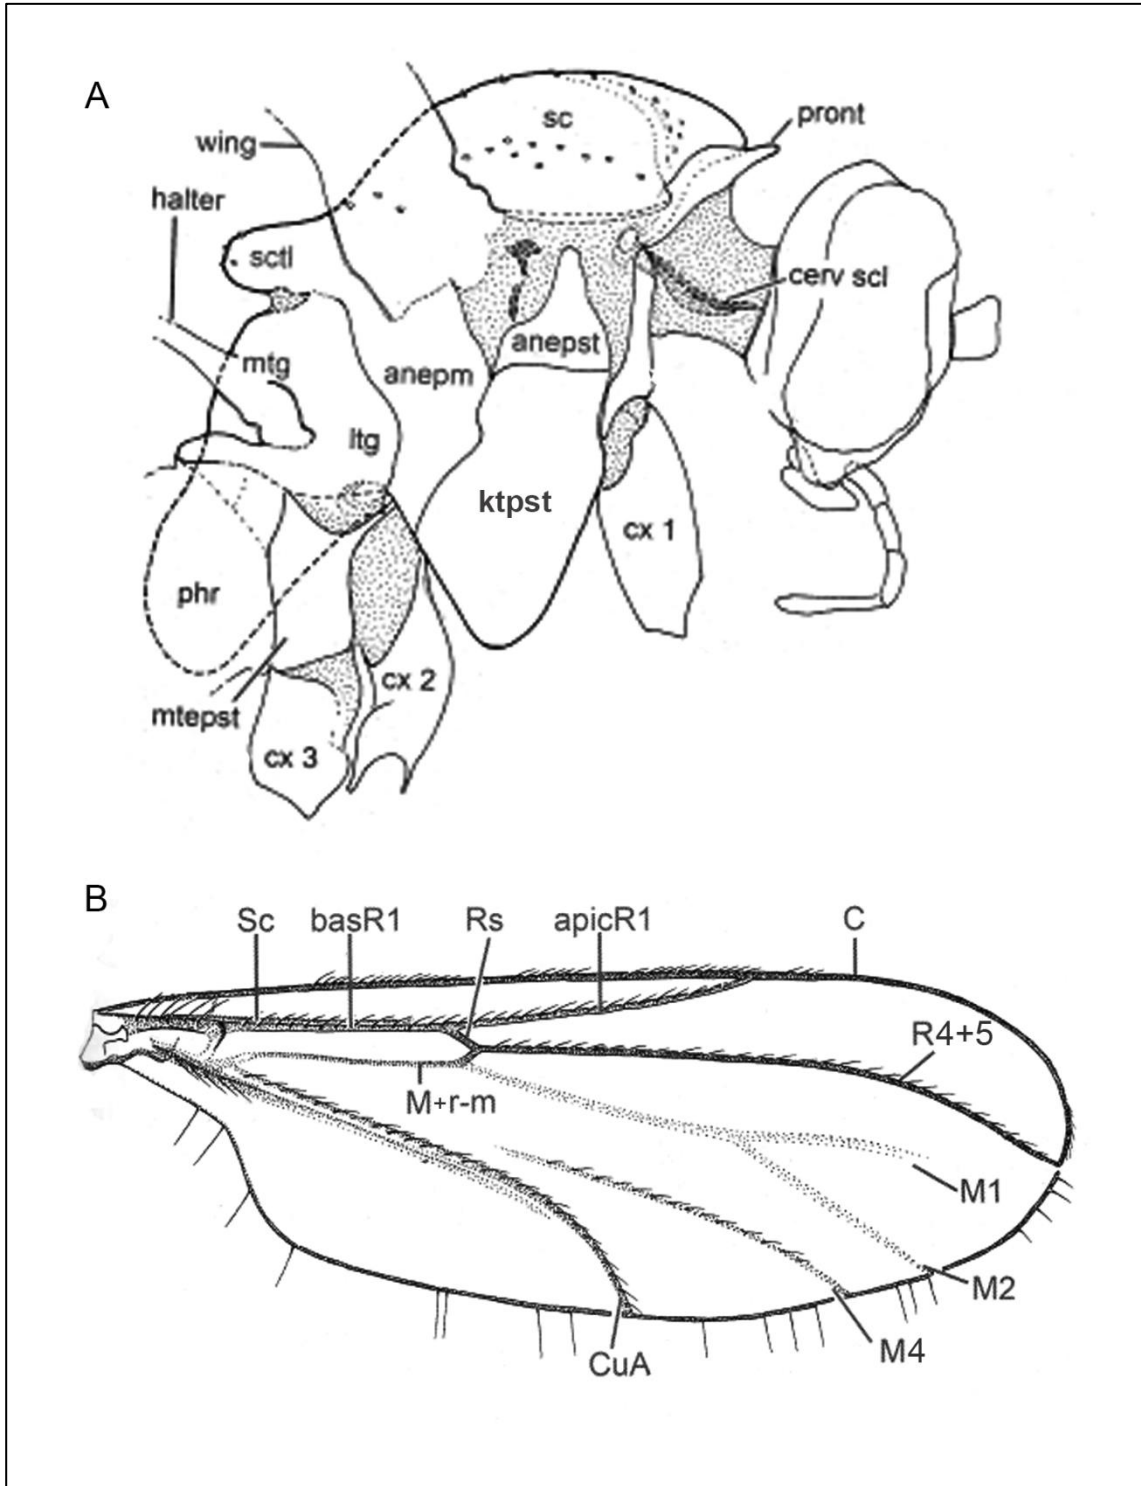 A
sc
pront
wing
halter
sctl
cerv scl
mtg
anepst
anepm
ltg
ktpst
cx 1
phr
cx 2
mtepst
cx 3
B
Sc
basR1
Rs
apicR1
C
R4+5
M+r-m
M1
M2
M4
CuA